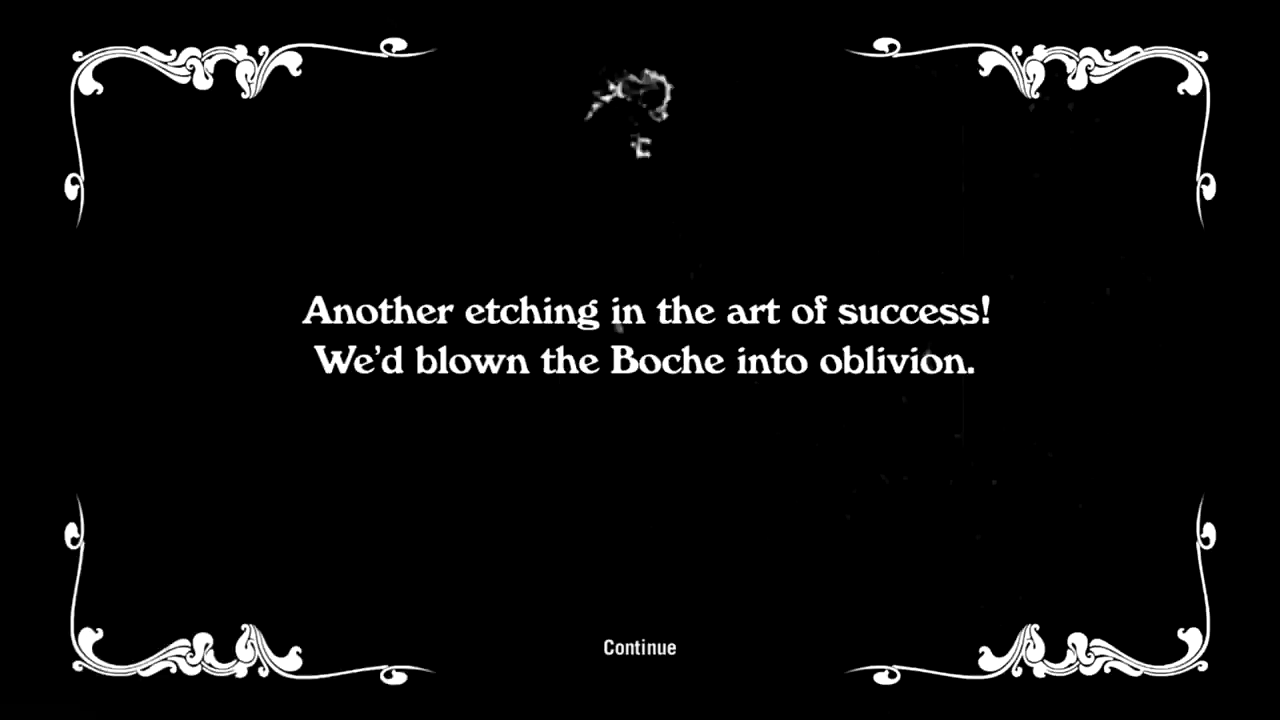 Another etching in the art of success!
We'd blown the Boche into oblivion.
Continue